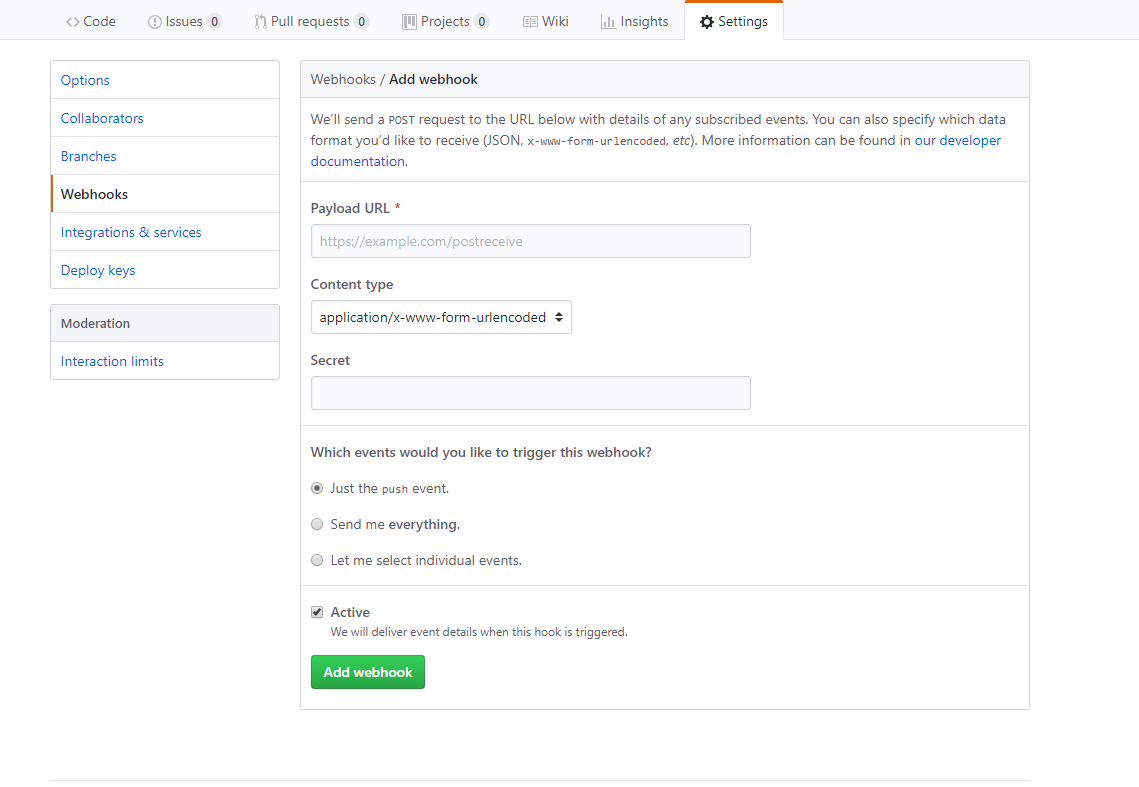 Code Issues 0 Pull requests 0 Projects 0 Wiki Insights Settings
Options
Collaborators
Branches
Webhooks
Integrations & services
Deploy keys
Moderation
Interaction limits
Webhooks / Add webhook
We’ll send a POST request to the URL below with details of any subscribed events. You can also specify which data
format you’d like to receive (JSON, x-www-form-urlencoded, etc). More information can be found in our developer
documentation.
Payload URL *
https://example.com/postreceive
Content type
application/x-www-form-urlencoded
Secret
Which events would you like to trigger this webhook?
Just the push event.
Send me everything.
Let me select individual events.
Active
We will deliver event details when this hook is triggered.
Add webhook